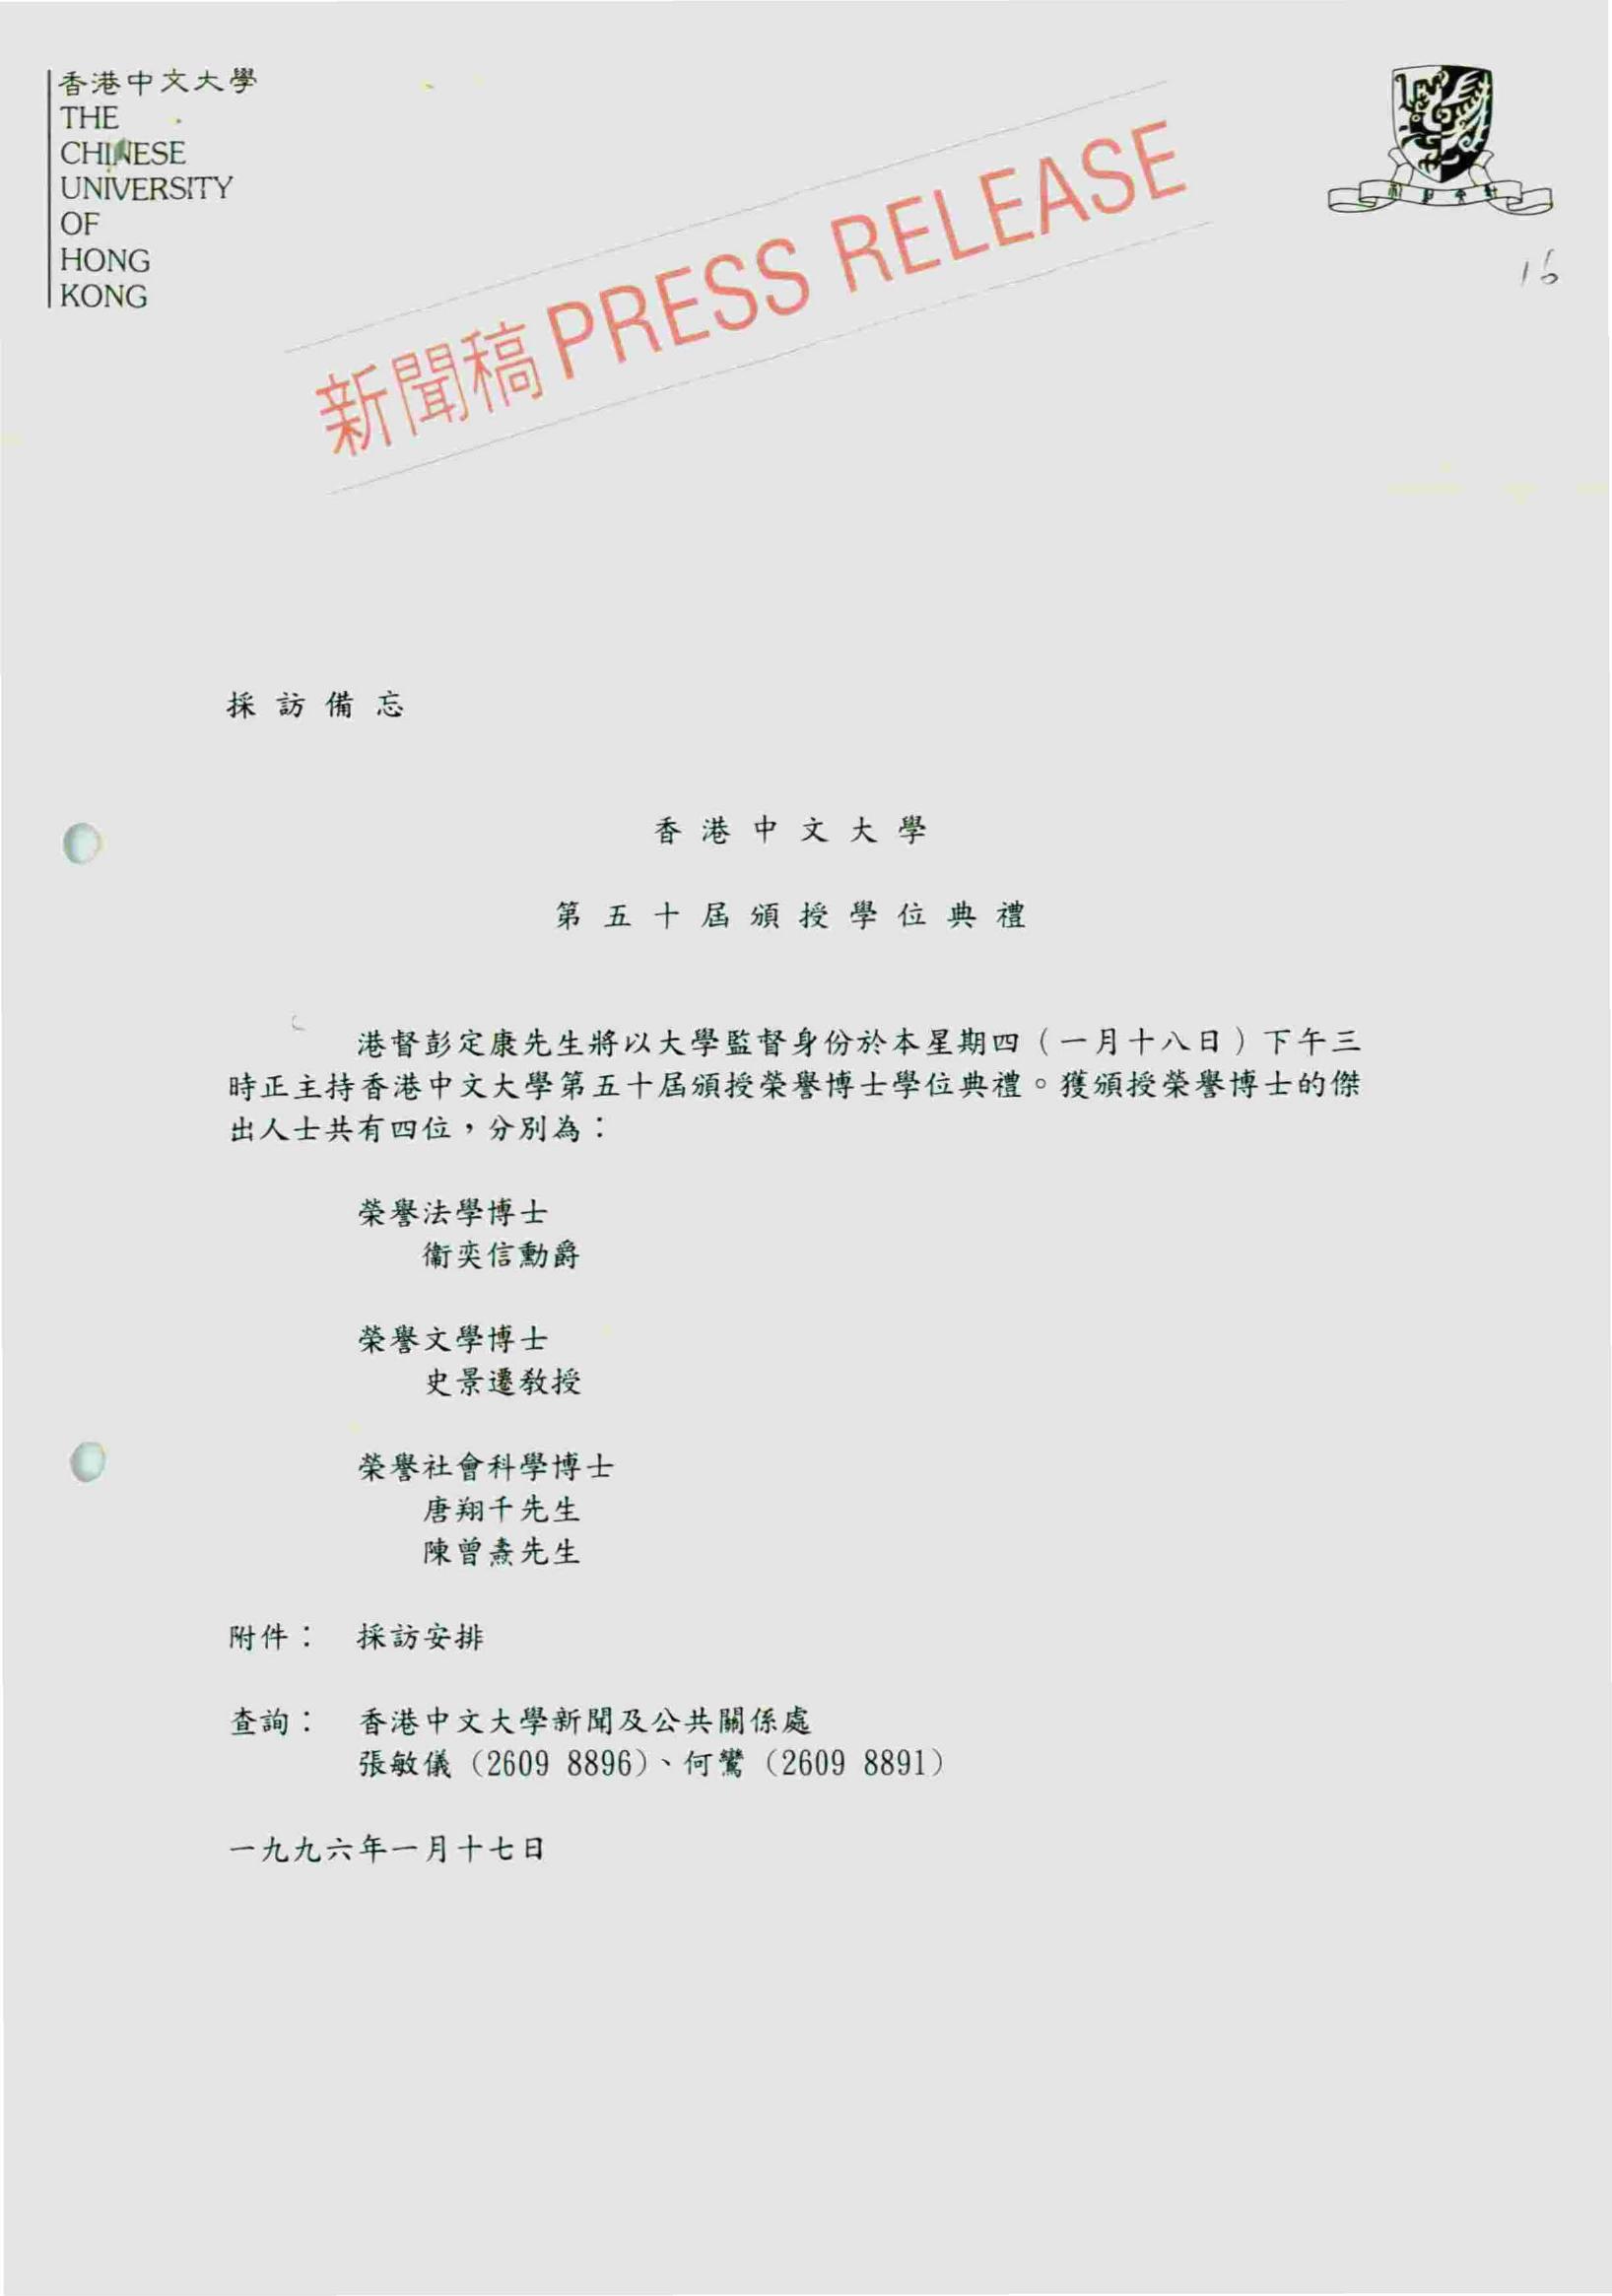 香港中文大學
THE
CHINESE
UNIVERSITY
OF
HONG
KONG
新聞稿 PRESS RELEASE
16
採訪備忘
香港中文大學
第五十屆頒授學位典禮
港督彭定康先生將以大學監督身份於本星期四（一月十八日）下午三
時正主持香港中文大學第五十屆頒授榮譽博士學位典禮。獲頒授榮譽博士的傑
出人士共有四位，分別為：
榮譽法學博士
衞奕信勳爵
榮譽文學博士
史景遷教授
榮譽社會科學博士
唐翔千先生
陳曾燾先生
附件： 採訪安排
查詢： 香港中文大學新聞及公共關係處
張敏儀（2609 8896）、何鸞（2609 8891）
一九九六年一月十七日